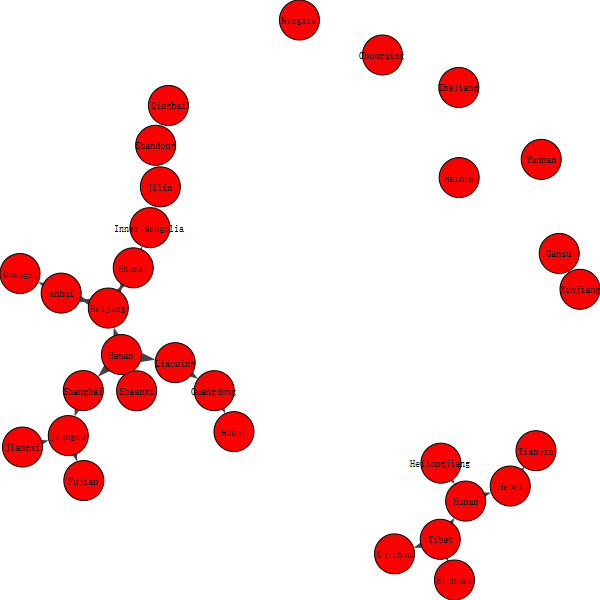 Ningxia
Chongqing
Zhejiang
Qinghai
Shandong
Yunnan
Hainan
Jilin
Inner Mongolia
Gansu
Shanxi
Guangxi
Xinjiang
Anhui
Beijing
Henan
Liaoning
Shanghai
Shaanxi
Guangdong
Hubei
Jiangsu
Jiangxi
Tianjin
Heilongjiang
Fujian
Hebei
Hunan
Tibet
Guizhou
Sichuan